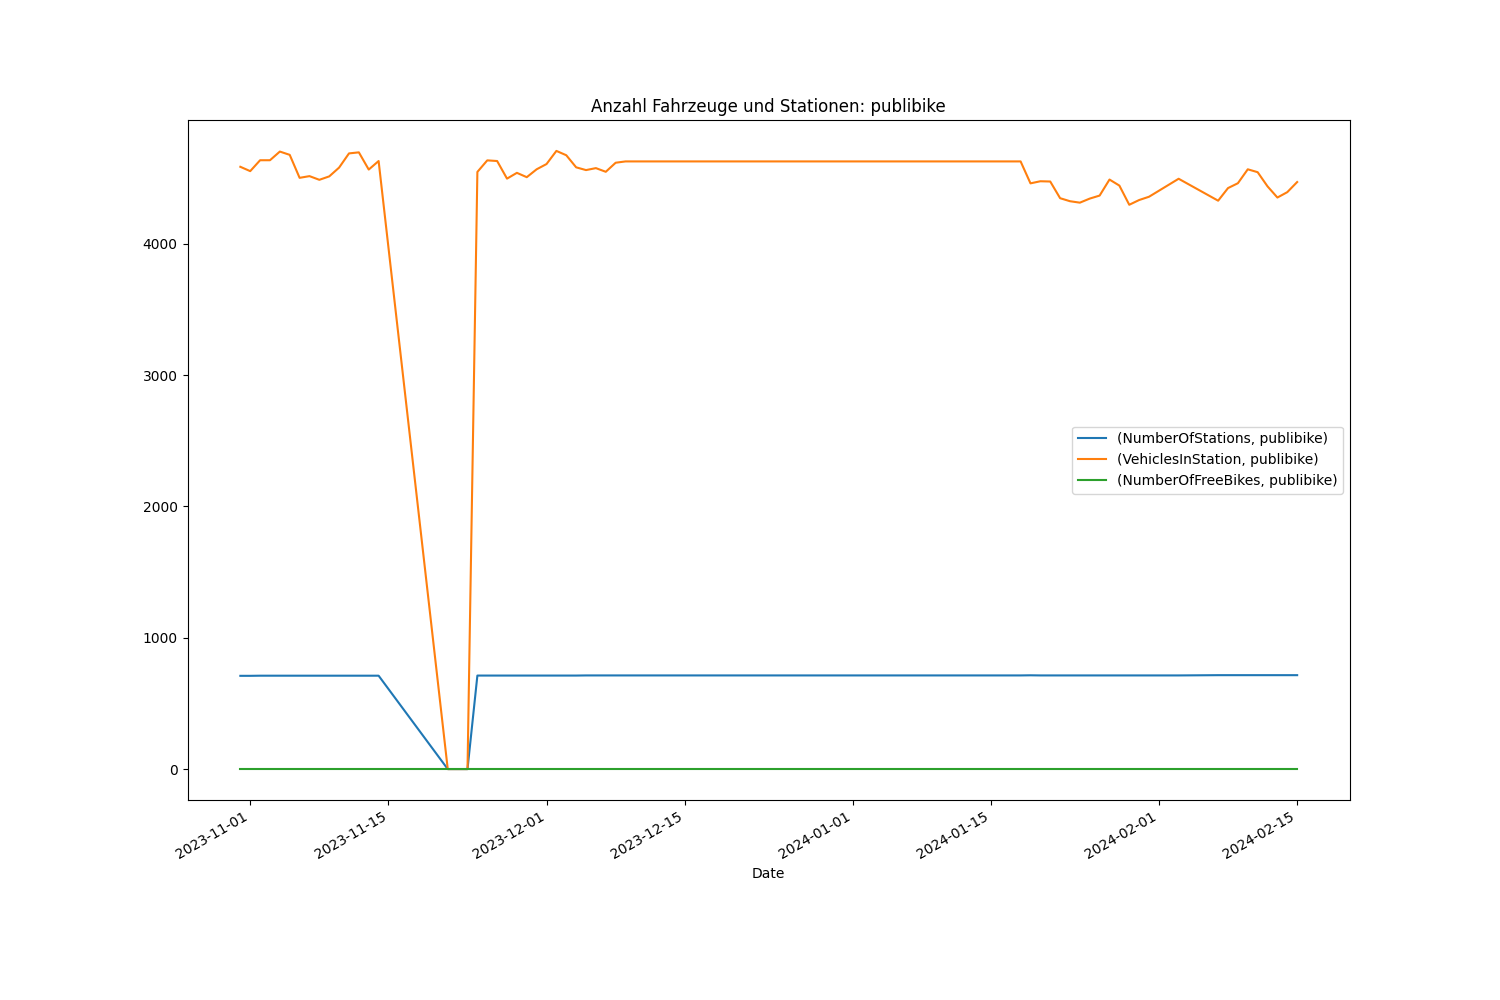 Anzahl Fahrzeuge und Stationen: publibike
4000
3000
2000
1000
0
(NumberOfStations, publibike)
(VehiclesInStation, publibike)
(NumberOfFreeBikes, publibike)
2023-11-01
2023-11-15
2023-12-01
2023-12-15
2024-01-01
2024-01-15
2024-02-01
2024-02-15
Date